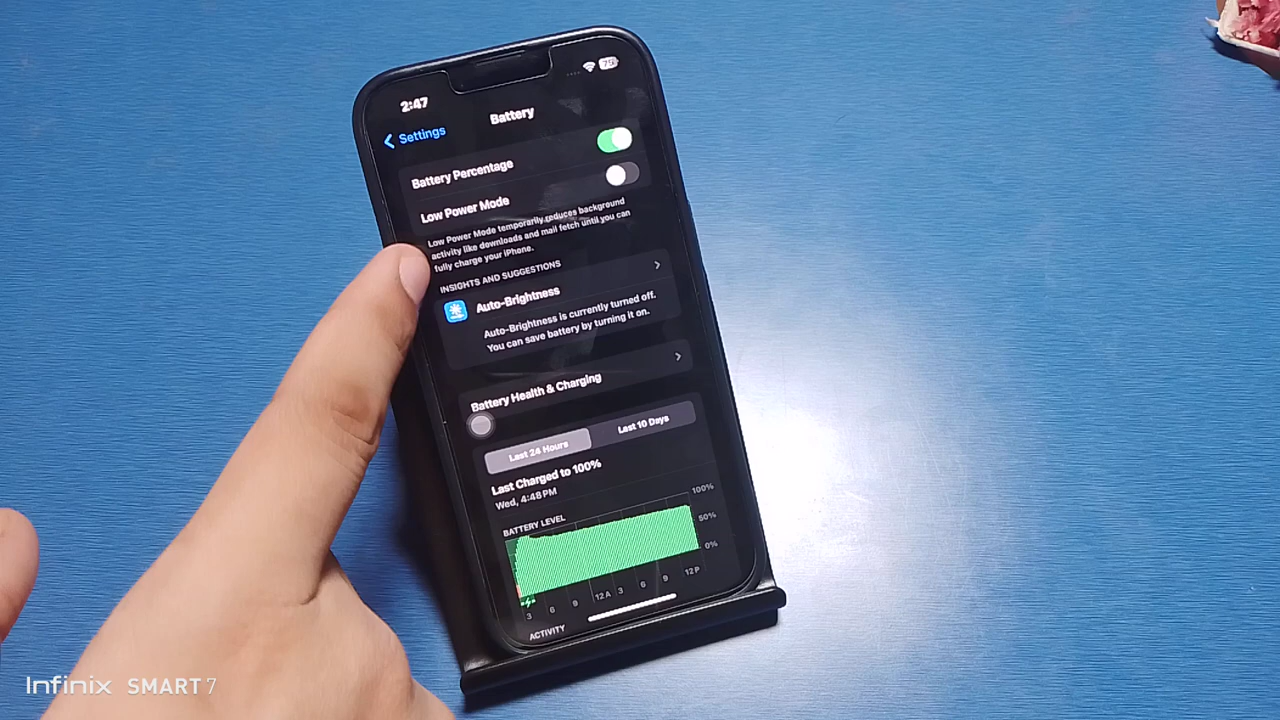 2:47
75
Settings
Battery
Battery Percentage
Low Power Mode
Low Power Mode temporarily reduces background
activity like downloads and mail fetch until you can
fully charge your iPhone.
INSIGHTS AND SUGGESTIONS
Auto-Brightness
Auto-Brightness is currently turned off.
You can save battery by turning it on.
Battery Health & Charging
Last 24 Hours
Last 10 Days
Last Charged to 100%
Wed, 4:48 PM
BATTERY LEVEL
100%
50%
0%
3 6 9 12 A 3 6 9 12 P
ACTIVITY
Infinix SMART 7